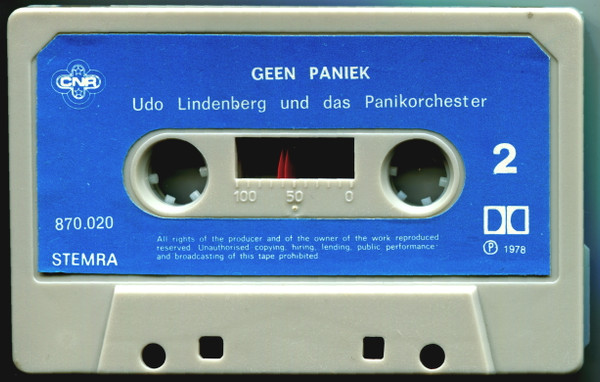 GEEN PANIEK
CNR
Udo Lindenberg und das Panikorchester
2
100 50 0
870.020
STEMRA
All rights of the producer and of the owner of the work reproduced
reserved. Unauthorised copying, hiring, lending, public performance
and broadcasting of this tape prohibited
Ⓟ 1978